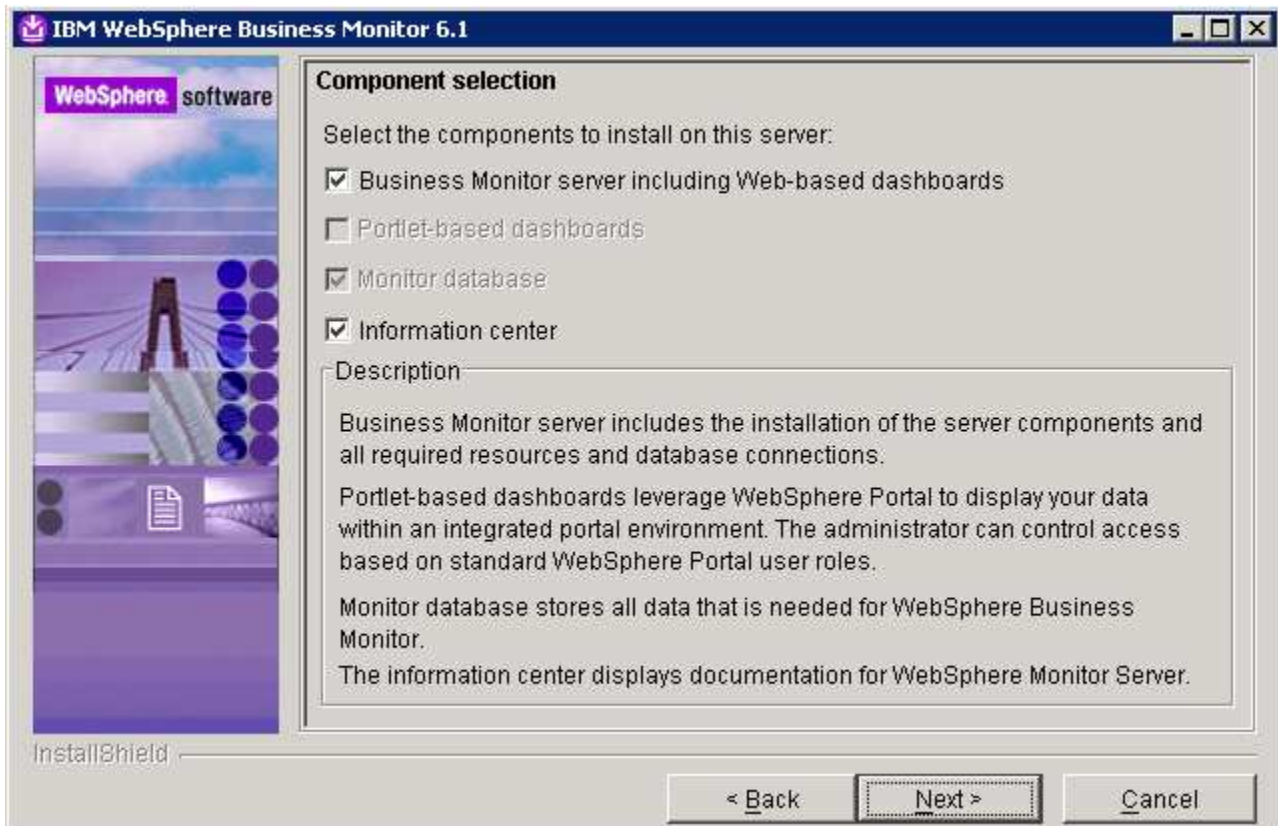 IBM WebSphere Business Monitor 6.1
WebSphere software
Component selection
Select the components to install on this server:
Business Monitor server including Web-based dashboards
Portlet-based dashboards
Monitor database
Information center
Description
Business Monitor server includes the installation of the server components and
all required resources and database connections.
Portlet-based dashboards leverage WebSphere Portal to display your data
within an integrated portal environment. The administrator can control access
based on standard WebSphere Portal user roles.
Monitor database stores all data that is needed for WebSphere Business
Monitor.
The information center displays documentation for WebSphere Monitor Server.
InstallShield
< Back Next > Cancel